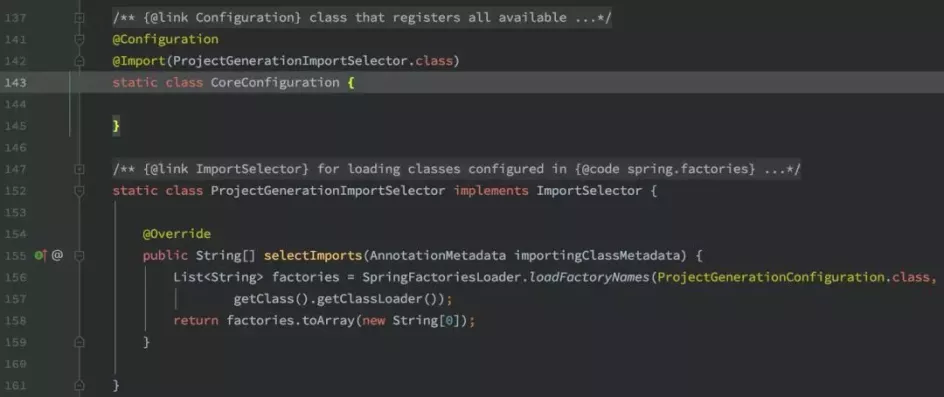 137 /** {@link Configuration} class that registers all available ...*/
141 @Configuration
142 @Import(ProjectGenerationImportSelector.class)
143 static class CoreConfiguration {
144
145 }
146
147 /** {@link ImportSelector} for loading classes configured in {@code spring.factories} ...*/
152 static class ProjectGenerationImportSelector implements ImportSelector {
153
154 @Override
155 @ public String[] selectImports(AnnotationMetadata importingClassMetadata) {
156 List<String> factories = SpringFactoriesLoader.loadFactoryNames(ProjectGenerationConfiguration.class,
157 getClass().getClassLoader());
158 return factories.toArray(new String[0]);
159 }
160
161 }